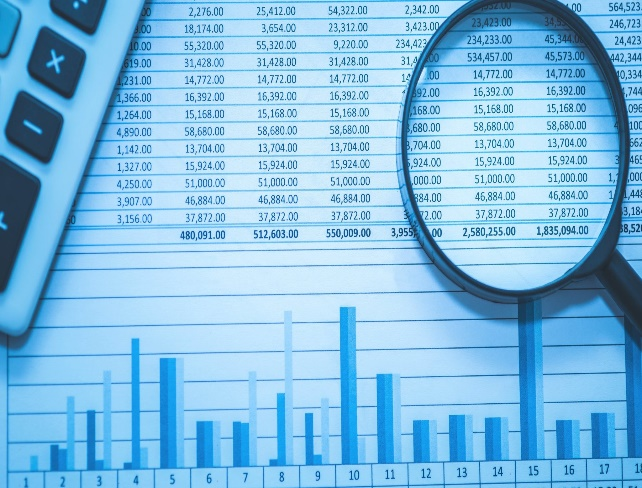 2,276.00 25,412.00 54,322.00 2,342.00
18,174.00 3,654.00 23,312.00 3,423.0 23,423.00 246,723
55,320.00 55,320.00 9,220.00 234,423 234,233.00 45,344.00
31,428.00 31,428.00 31,428.00 534,457.00 45,573.00
,231.00 14,772.00 14,772.00 14,772.00 14,772.00 14,772.00
1,366.00 16,392.00 16,392.00 16,392.00 16,392.00 16,392.00
1,264.00 15,168.00 15,168.00 15,168.00 ,168.00 15,168.00 15,168.00
4,890.00 58,680.00 58,680.00 58,680.00 58,680.00 58,680.00
1,142.00 13,704.00 13,704.00 13,704.00 ,704.00 13,704.00 13,704.00
1,327.00 15,924.00 15,924.00 15,924.00 ,924.00 15,924.00 15,924.00
4,250.00 51,000.00 51,000.00 51,000.00 51,000.00 51,000.00
3,907.00 46,884.00 46,884.00 46,884.00 46,884.00 46,884.00
3,156.00 37,872.00 37,872.00 37,872.00 37,872.00 37,872.00
480,091.00 512,603.00 550,009.00 2,580,255.00 1,835,094.00
1 2 3 4 5 6 7 8 9 10 11 12 13 14 15 16 17 18